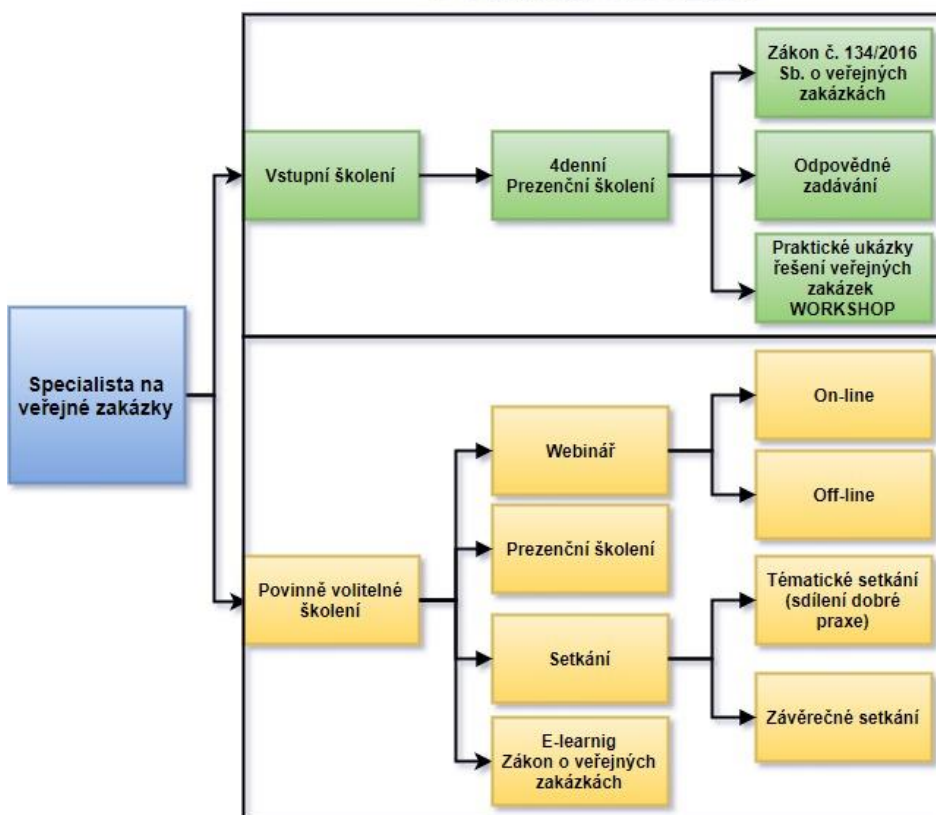 Specialista na
veřejné zakázky
Vstupní školení
4denní
Prezenční školení
Zákon č. 134/2016
Sb. o veřejných
zakázkách
Odpovědné
zadávání
Praktické ukázky
řešení veřejných
zakázek
WORKSHOP
Povinně volitelné
školení
Webinář
On-line
Off-line
Prezenční školení
Setkání
Tématické setkání
(sdílení dobré
praxe)
Závěrečné setkání
E-learnig
Zákon o veřejných
zakázkách